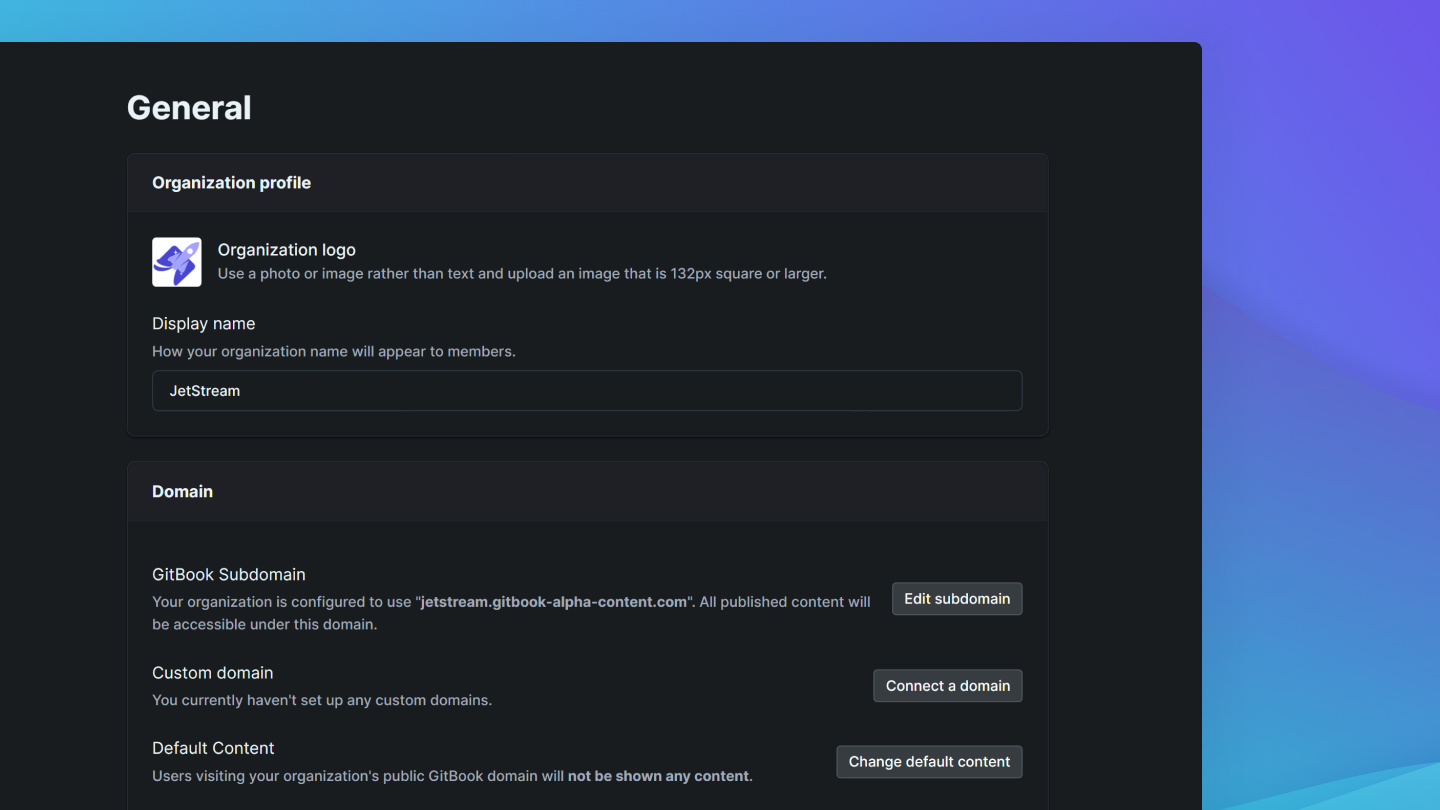 General
Organization profile
Organization logo
Use a photo or image rather than text and upload an image that is 132px square or larger.
Display name
How your organization name will appear to members.
JetStream
Domain
GitBook Subdomain
Your organization is configured to use "jetstream.gitbook-alpha-content.com". All published content will
be accessible under this domain.
Edit subdomain
Custom domain
You currently haven't set up any custom domains.
Connect a domain
Default Content
Users visiting your organization's public GitBook domain will not be shown any content.
Change default content